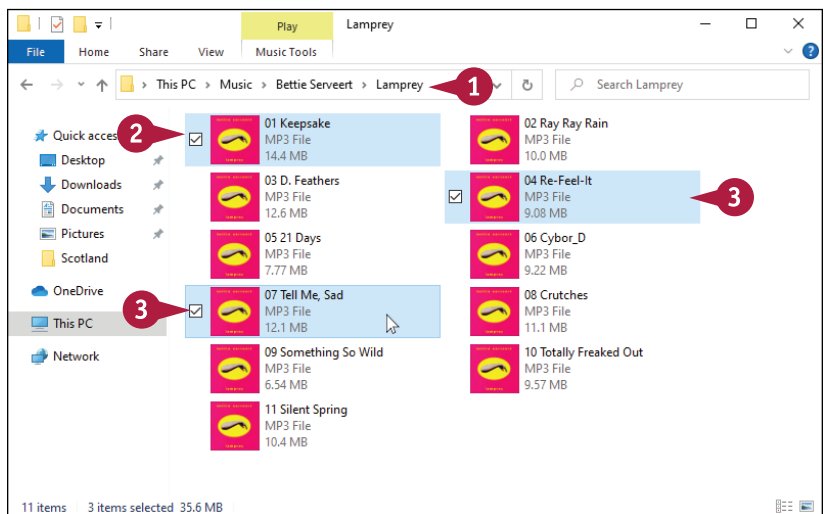 Play
Lamprey
File
Home
Share
View
Music Tools
This PC > Music > Bettie Serveert > Lamprey
1
Search Lamprey
Quick acces
2
Desktop
Downloads
Documents
Pictures
Scotland
OneDrive
This PC
Network
01 Keepsake
MP3 File
14.4 MB
02 Ray Ray Rain
MP3 File
10.0 MB
03 D. Feathers
MP3 File
12.6 MB
04 Re-Feel-It
MP3 File
9.08 MB
3
05 21 Days
MP3 File
7.77 MB
06 Cybor_D
MP3 File
9.22 MB
3
07 Tell Me, Sad
MP3 File
12.1 MB
08 Crutches
MP3 File
11.1 MB
09 Something So Wild
MP3 File
6.54 MB
10 Totally Freaked Out
MP3 File
9.57 MB
11 Silent Spring
MP3 File
10.4 MB
11 items
3 items selected 35.6 MB